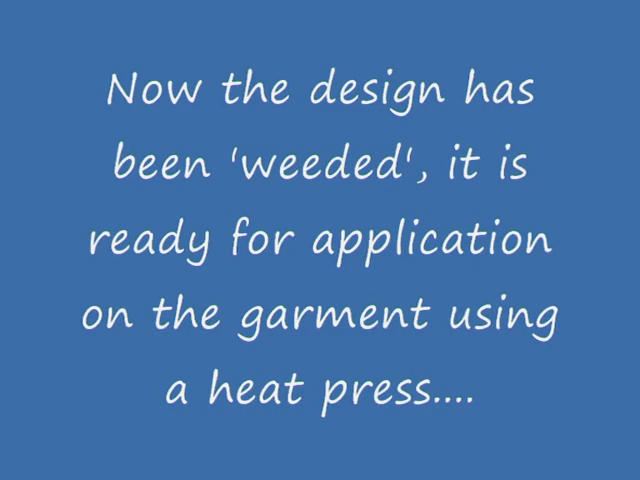 Now the design has
been 'weeded', it is
ready for application
on the garment using
a heat press....